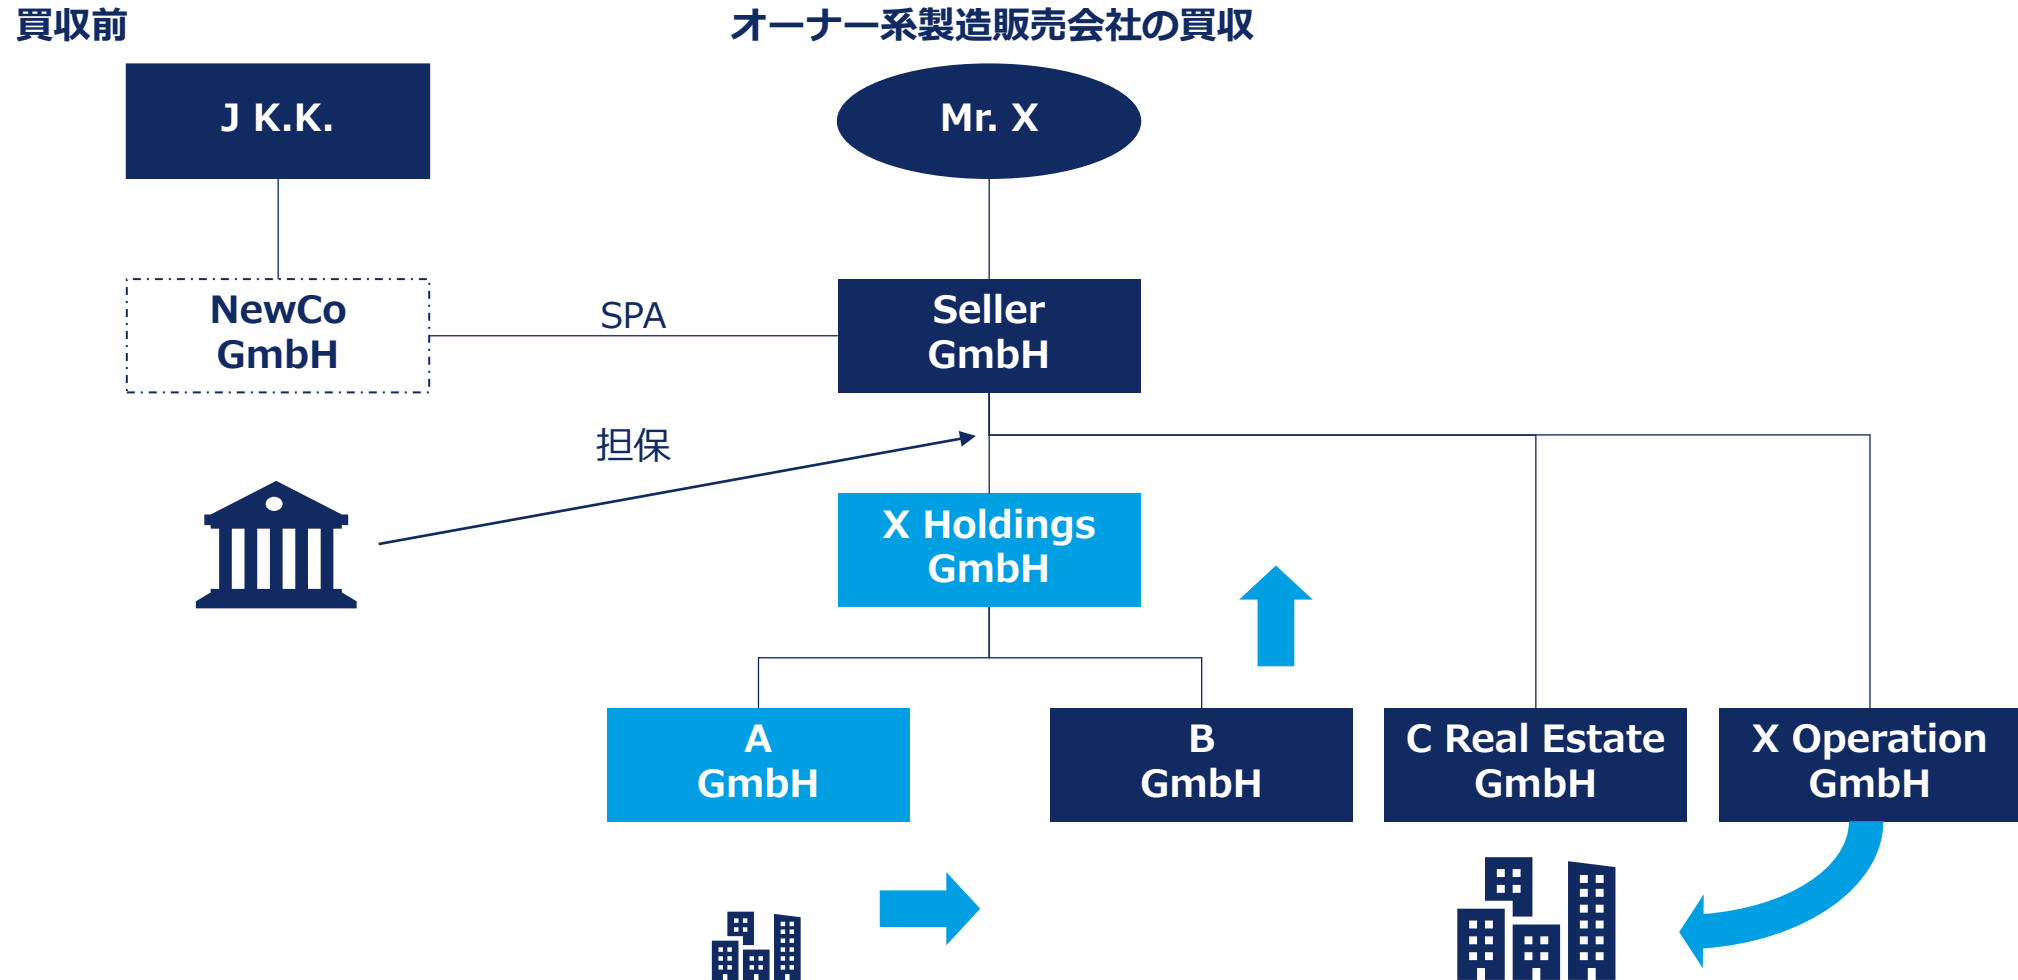 買収前
オーナー系製造販売会社の買収
J K.K.
Mr. X
NewCo
GmbH
SPA
Seller
GmbH
担保
X Holdings
GmbH
A
GmbH
B
GmbH
C Real Estate
GmbH
X Operation
GmbH